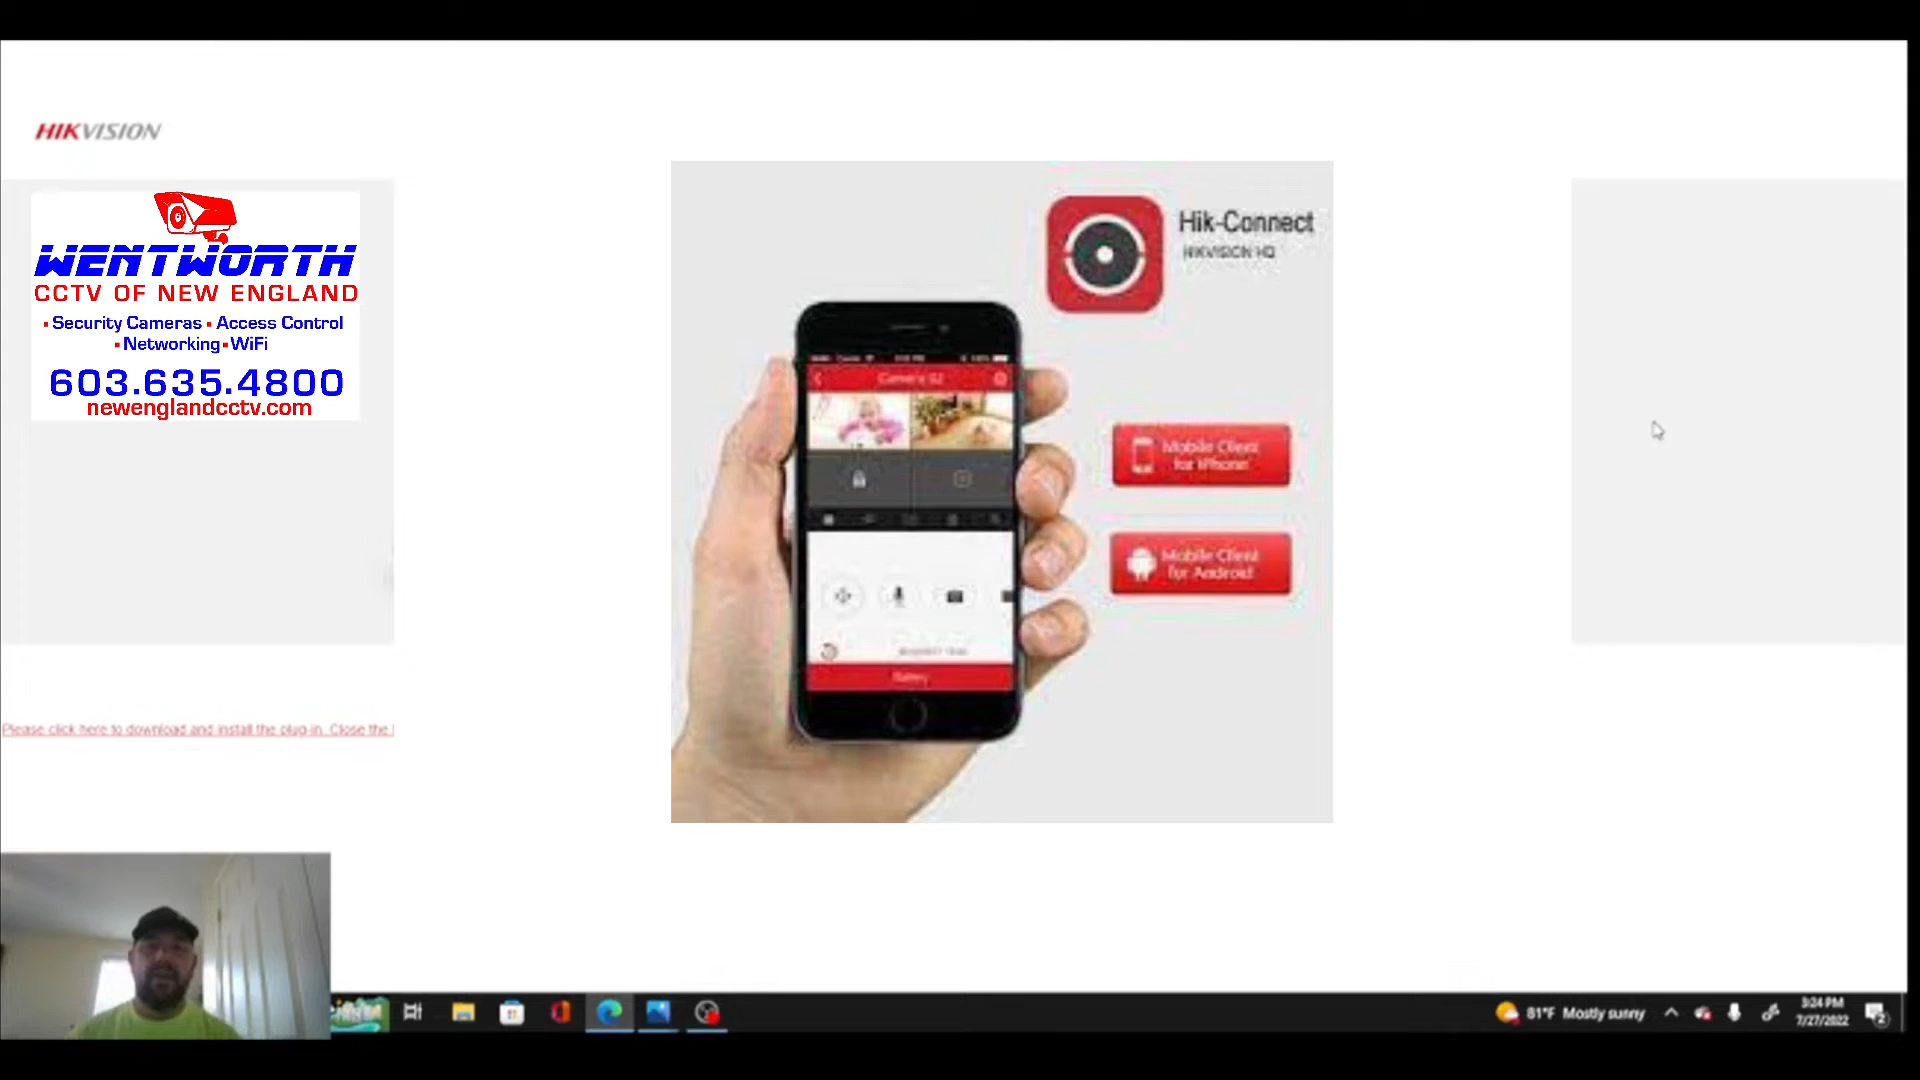 HIKVISION
WENTWORTH
CCTV OF NEW ENGLAND
▪Security Cameras ▪ Access Control
▪Networking ▪WiFi
603.635.4800
newenglandcctv.com
Hik-Connect
HIKVISION HQ
Mobile Client
for iPhone
Mobile Client
for Android
Please click here to download and install the plug-in. Close the
81°F Mostly sunny
3:24 PM
7/27/2022
2